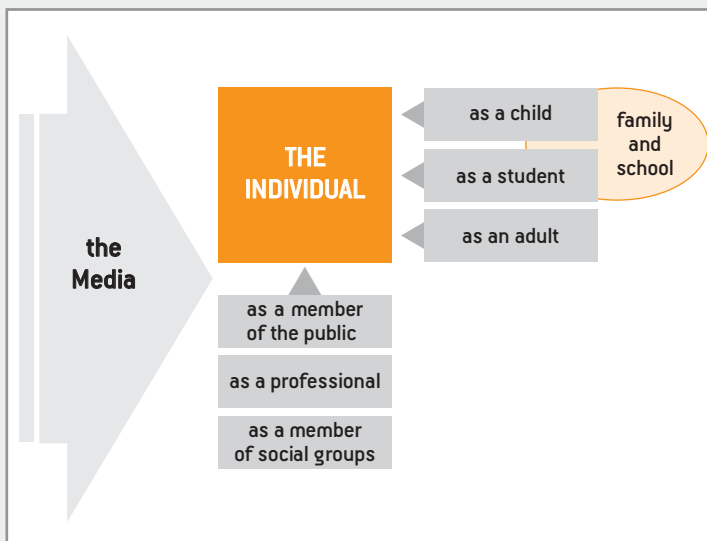 the
Media
THE
INDIVIDUAL
as a child
as a student
as an adult
family
and
school
as a member
of the public
as a professional
as a member
of social groups